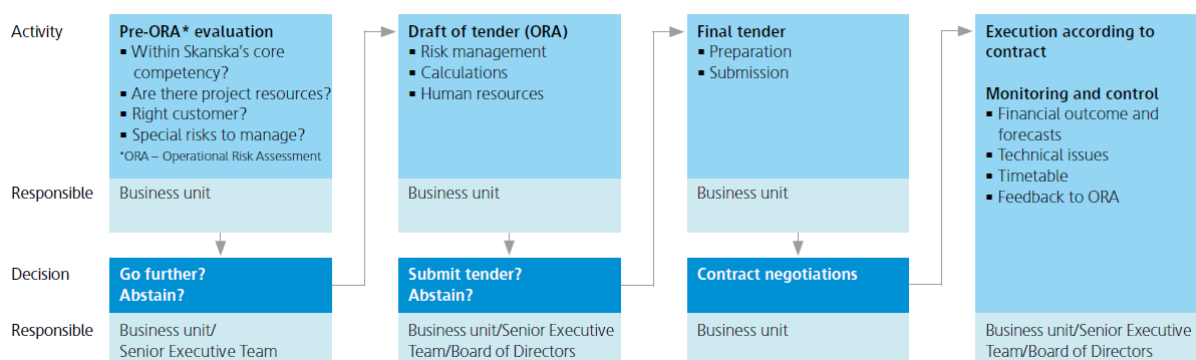 Activity
Pre-ORA* evaluation
▪ Within Skanska's core
competency?
▪ Are there project resources?
▪ Right customer?
▪ Special risks to manage?
*ORA – Operational Risk Assessment
Responsible
Business unit
Decision
Go further?
Abstain?
Responsible
Business unit/
Senior Executive Team
Draft of tender (ORA)
▪ Risk management
▪ Calculations
▪ Human resources
Business unit
Submit tender?
Abstain?
Business unit/Senior Executive
Team/Board of Directors
Final tender
▪ Preparation
▪ Submission
Business unit
Contract negotiations
Business unit
Execution according to
contract
Monitoring and control
▪ Financial outcome and
forecasts
▪ Technical issues
▪ Timetable
▪ Feedback to ORA
Business unit/Senior Executive
Team/Board of Directors